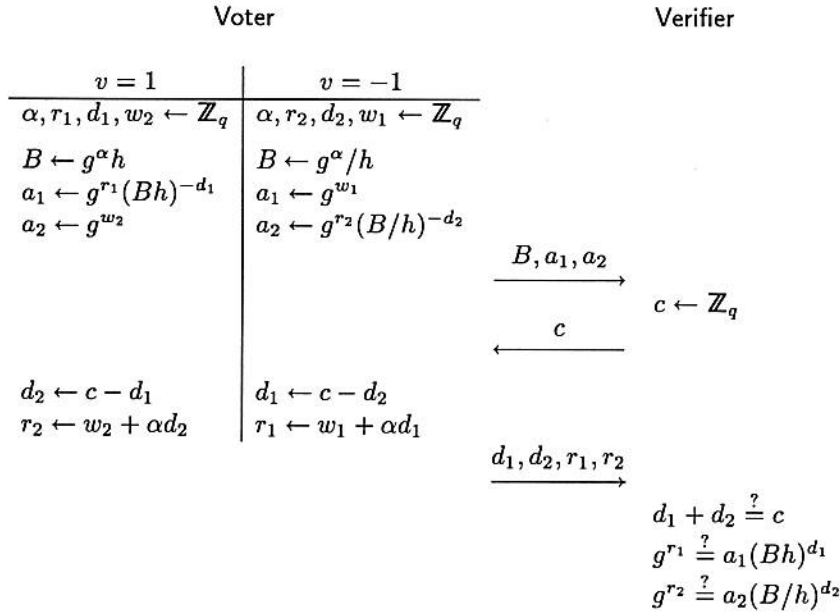 Voter Verifier
v = 1 v = −1
α, r₁, d₁, w₂ ← ℤ_q α, r₂, d₂, w₁ ← ℤ_q
B ← g^α h B ← g^α/h
a₁ ← g^{r₁}(Bh)^{−d₁} a₁ ← g^{w₁}
a₂ ← g^{w₂} a₂ ← g^{r₂}(B/h)^{−d₂}
B, a₁, a₂
c ← ℤ_q
c
d₂ ← c − d₁ d₁ ← c − d₂
r₂ ← w₂ + αd₂ r₁ ← w₁ + αd₁
d₁, d₂, r₁, r₂
d₁ + d₂ ≟ c
g^{r₁} ≟ a₁(Bh)^{d₁}
g^{r₂} ≟ a₂(B/h)^{d₂}